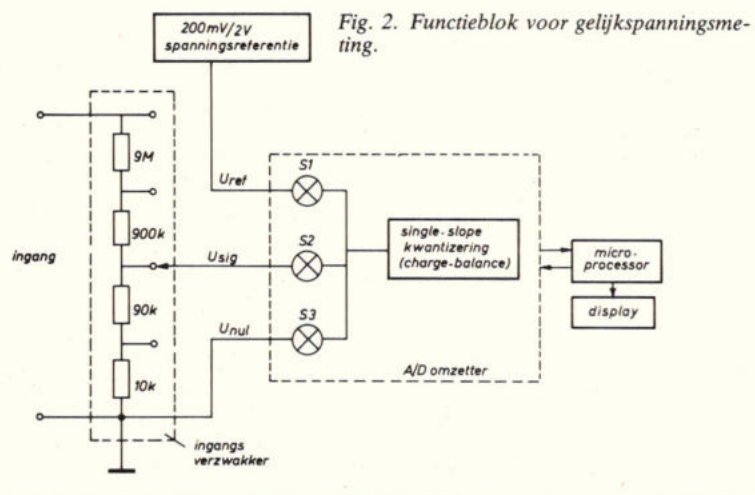 Fig. 2. Functieblok voor gelijkspanningsme-
ting.
200mV/2V
spanningsreferentie
9M
900k
90k
10k
ingang
Uref
Usig
Unul
S1
S2
S3
single-slope
kwantizering
(charge-balance)
A/D omzetter
micro-
processor
display
ingangs
verzwakker